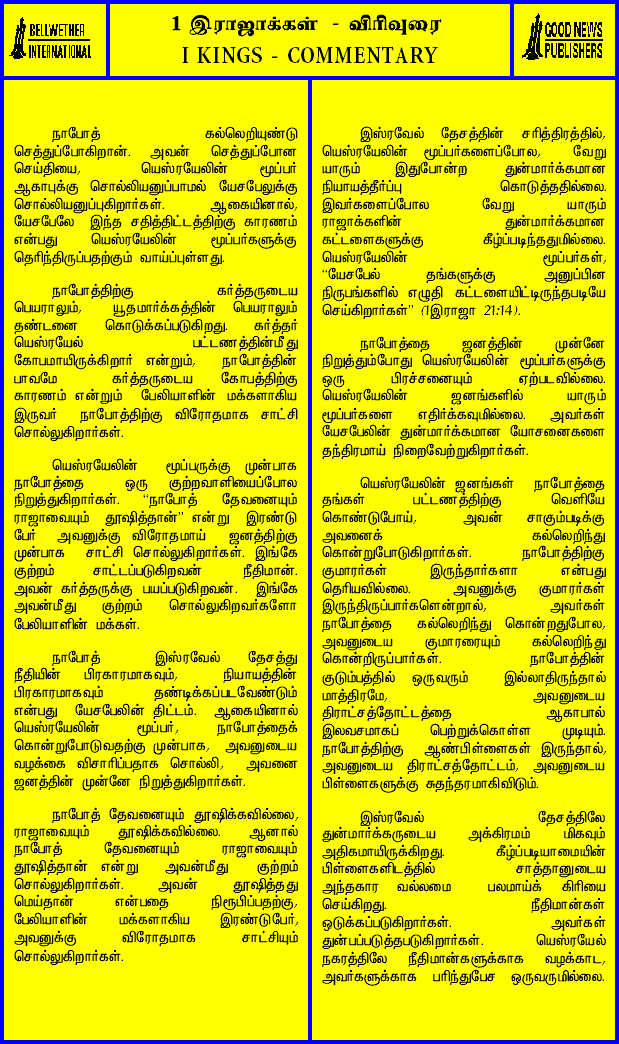 BELLWETHER
INTERNATIONAL
1 இராஜாக்கள் - விரிவுரை
I KINGS - COMMENTARY
GOOD NEWS
PUBLISHERS
நாபோத் கல்லெறியுண்டு
செத்துப்போகிறான். அவன் செத்துப்போன
செய்தியை, யெஸ்ரயேலின் மூப்பர்
ஆகாபுக்கு சொல்லியனுப்பாமல் யேசபேலுக்கு
சொல்லியனுப்புகிறார்கள். ஆகையினால்,
யேசபேலே இந்த சதித்திட்டத்திற்கு காரணம்
என்பது யெஸ்ரயேலின் மூப்பர்களுக்கு
தெரிந்திருப்பதற்கும் வாய்ப்புள்ளது.
நாபோத்திற்கு கர்த்தருடைய
பெயராலும், யூதமார்க்கத்தின் பெயராலும்
தண்டனை கொடுக்கப்படுகிறது. கர்த்தர்
யெஸ்ரயேல் பட்டணத்தின்மீது
கோபமாயிருக்கிறார் என்றும், நாபோத்தின்
பாவமே கர்த்தருடைய கோபத்திற்கு
காரணம் என்றும் பேலியாளின் மக்களாகிய
இருவர் நாபோத்திற்கு விரோதமாக சாட்சி
சொல்லுகிறார்கள்.
யெஸ்ரயேலின் மூப்பருக்கு முன்பாக
நாபோத்தை ஒரு குற்றவாளியைப்போல
நிறுத்துகிறார்கள். “நாபோத் தேவனையும்
ராஜாவையும் தூஷித்தான்” என்று இரண்டு
பேர் அவனுக்கு விரோதமாய் ஜனத்திற்கு
முன்பாக சாட்சி சொல்லுகிறார்கள். இங்கே
குற்றம் சாட்டப்படுகிறவன் நீதிமான்.
அவன் கர்த்தருக்கு பயப்படுகிறவன். இங்கே
அவன்மீது குற்றம் சொல்லுகிறவர்களோ
பேலியாளின் மக்கள்.
நாபோத் இஸ்ரவேல் தேசத்து
நீதியின் பிரகாரமாகவும், நியாயத்தின்
பிரகாரமாகவும் தண்டிக்கப்படவேண்டும்
என்பது யேசபேலின் திட்டம். ஆகையினால்
யெஸ்ரயேலின் மூப்பர், நாபோத்தைக்
கொன்றுபோடுவதற்கு முன்பாக, அவனுடைய
வழக்கை விசாரிப்பதாக சொல்லி, அவனை
ஜனத்தின் முன்னே நிறுத்துகிறார்கள்.
நாபோத் தேவனையும் தூஷிக்கவில்லை,
ராஜாவையும் தூஷிக்கவில்லை. ஆனால்
நாபோத் தேவனையும் ராஜாவையும்
தூஷித்தான் என்று அவன்மீது குற்றம்
சொல்லுகிறார்கள். அவன் தூஷித்தது
மெய்தான் என்பதை நிரூபிப்பதற்கு,
பேலியாளின் மக்களாகிய இரண்டுபேர்,
அவனுக்கு விரோதமாக சாட்சியும்
சொல்லுகிறார்கள்.
இஸ்ரவேல் தேசத்தின் சரித்திரத்தில்,
யெஸ்ரயேலின் மூப்பர்களைப்போல, வேறு
யாரும் இதுபோன்ற துன்மார்க்கமான
நியாயத்தீர்ப்பு கொடுத்ததில்லை.
இவர்களைப்போல வேறு யாரும்
ராஜாக்களின் துன்மார்க்கமான
கட்டளைகளுக்கு கீழ்ப்படிந்ததுமில்லை.
யெஸ்ரயேலின் மூப்பர்கள்,
“யேசபேல் தங்களுக்கு அனுப்பின
நிருபங்களில் எழுதி கட்டளையிட்டிருந்தபடியே
செய்கிறார்கள்” (1இராஜா 21:14).
நாபோத்தை ஜனத்தின் முன்னே
நிறுத்தும்போது யெஸ்ரயேலின் மூப்பர்களுக்கு
ஒரு பிரச்சனையும் ஏற்படவில்லை.
யெஸ்ரயேலின் ஜனங்களில் யாரும்
மூப்பர்களை எதிர்க்கவுமில்லை. அவர்கள்
யேசபேலின் துன்மார்க்கமான யோசனைகளை
தந்திரமாய் நிறைவேற்றுகிறார்கள்.
யெஸ்ரயேலின் ஜனங்கள் நாபோத்தை
தங்கள் பட்டணத்திற்கு வெளியே
கொண்டுபோய், அவன் சாகும்படிக்கு
அவனைக் கல்லெறிந்து
கொன்றுபோடுகிறார்கள். நாபோத்திற்கு
குமாரர்கள் இருந்தார்களா என்பது
தெரியவில்லை. அவனுக்கு குமாரர்கள்
இருந்திருப்பார்களென்றால், அவர்கள்
நாபோத்தை கல்லெறிந்து கொன்றதுபோல,
அவனுடைய குமாரரையும் கல்லெறிந்து
கொன்றிருப்பார்கள். நாபோத்தின்
குடும்பத்தில் ஒருவரும் இல்லாதிருந்தால்
மாத்திரமே, அவனுடைய
திராட்சத்தோட்டத்தை ஆகாபால்
இலவசமாகப் பெற்றுக்கொள்ள முடியும்.
நாபோத்திற்கு ஆண்பிள்ளைகள் இருந்தால்,
அவனுடைய திராட்சத்தோட்டம், அவனுடைய
பிள்ளைகளுக்கு சுதந்தரமாகிவிடும்.
இஸ்ரவேல் தேசத்திலே
துன்மார்க்கருடைய அக்கிரமம் மிகவும்
அதிகமாயிருக்கிறது. கீழ்ப்படியாமையின்
பிள்ளைகளிடத்தில் சாத்தானுடைய
அந்தகார வல்லமை பலமாய்க் கிரியை
செய்கிறது. நீதிமான்கள்
ஒடுக்கப்படுகிறார்கள். அவர்கள்
துன்பப்படுத்தபடுகிறார்கள். யெஸ்ரயேல்
நகரத்திலே நீதிமான்களுக்காக வழக்காட,
அவர்களுக்காக பரிந்துபேச ஒருவருமில்லை.